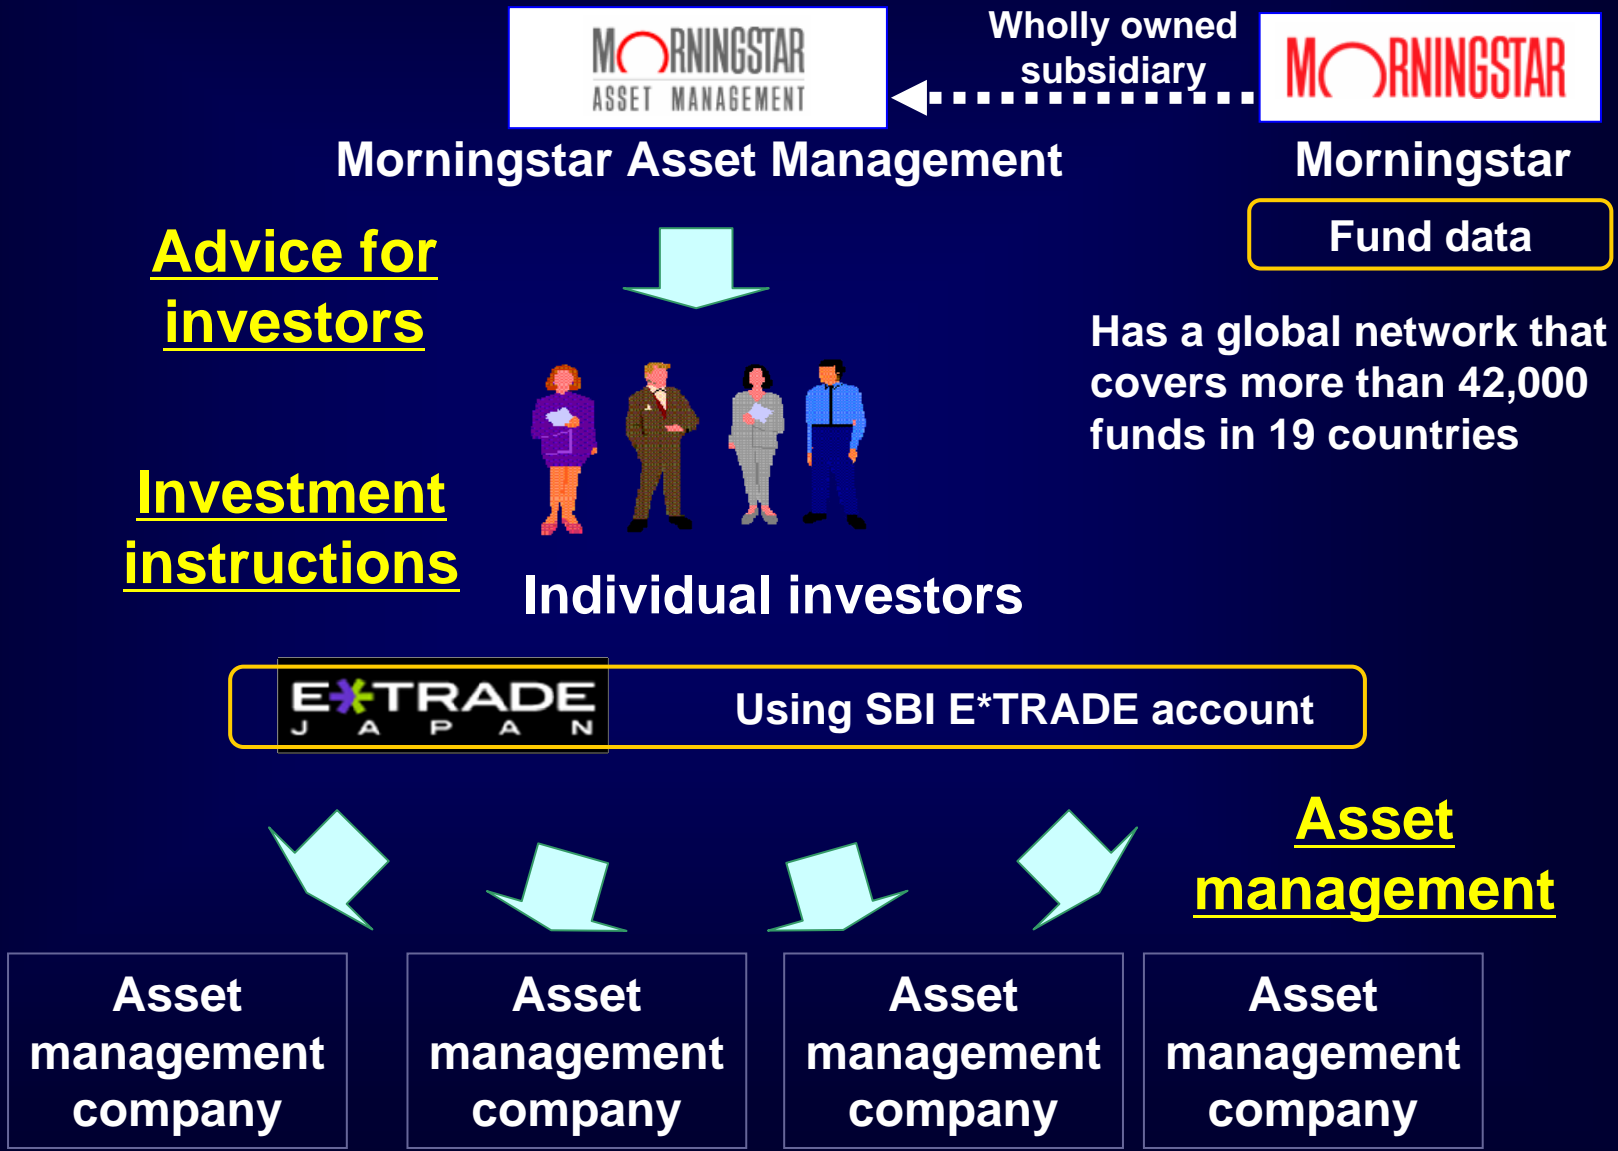 MORNINGSTAR
ASSET MANAGEMENT
Wholly owned
subsidiary
MORNINGSTAR
Morningstar Asset Management
Morningstar
Fund data
Advice for
investors
Has a global network that
covers more than 42,000
funds in 19 countries
Investment
instructions
Individual investors
E*TRADE
JAPAN
Using SBI E*TRADE account
Asset
management
Asset
management
company
Asset
management
company
Asset
management
company
Asset
management
company